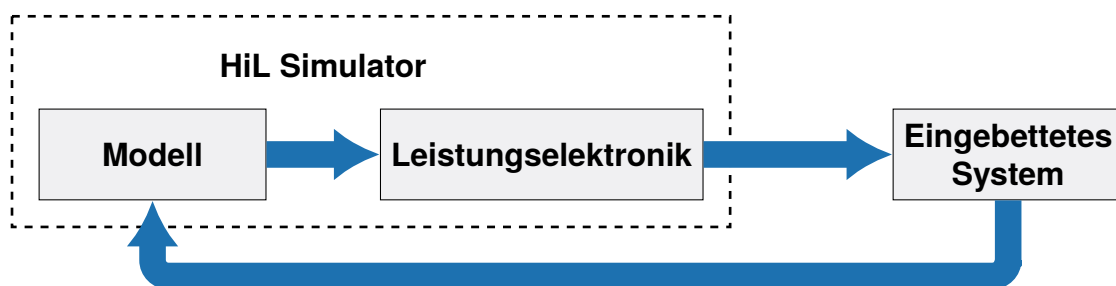 HiL Simulator
Modell
Leistungselektronik
Eingebettetes
System